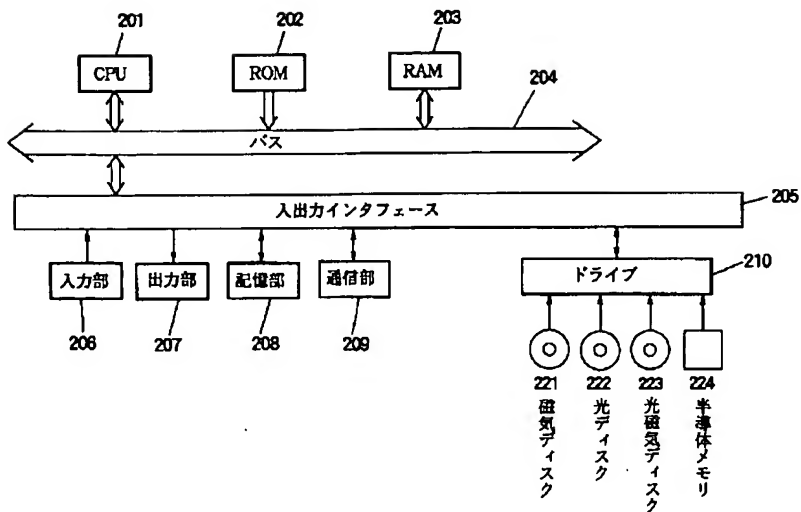 201
202
203
CPU
ROM
RAM
204
バス
205
入出力インタフェース
入力部
出力部
記憶部
通信部
ドライブ
210
206
207
208
209
221
222
223
224
磁気ディスク
光ディスク
光磁気ディスク
半導体メモリ